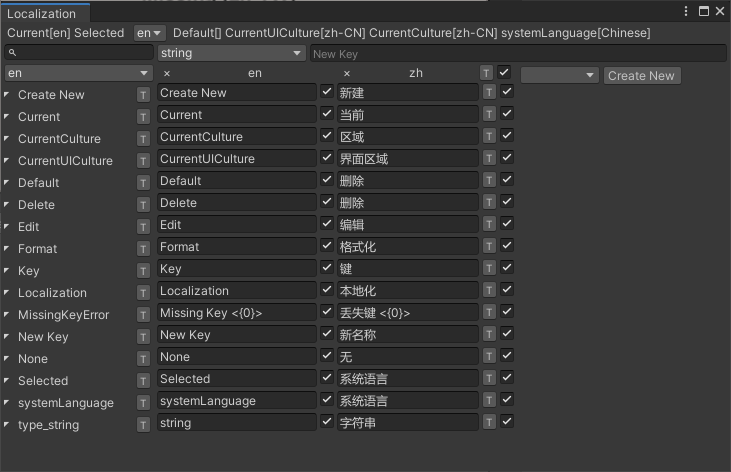 Localization
Current[en] Selected en Default[] CurrentUICulture[zh-CN] CurrentCulture[zh-CN] systemLanguage[Chinese]
string New Key
en × en × zh T Create New
Create New T Create New 新建 T
Current T Current 当前 T
CurrentCulture T CurrentCulture 区域 T
CurrentUICulture T CurrentUICulture 界面区域 T
Default T Default 删除 T
Delete T Delete 删除 T
Edit T Edit 编辑 T
Format T Format 格式化 T
Key T Key 键 T
Localization T Localization 本地化 T
MissingKeyError T Missing Key <{0}> 丢失键 <{0}> T
New Key T New Key 新名称 T
None T None 无 T
Selected T Selected 系统语言 T
systemLanguage T systemLanguage 系统语言 T
type_string T string 字符串 T